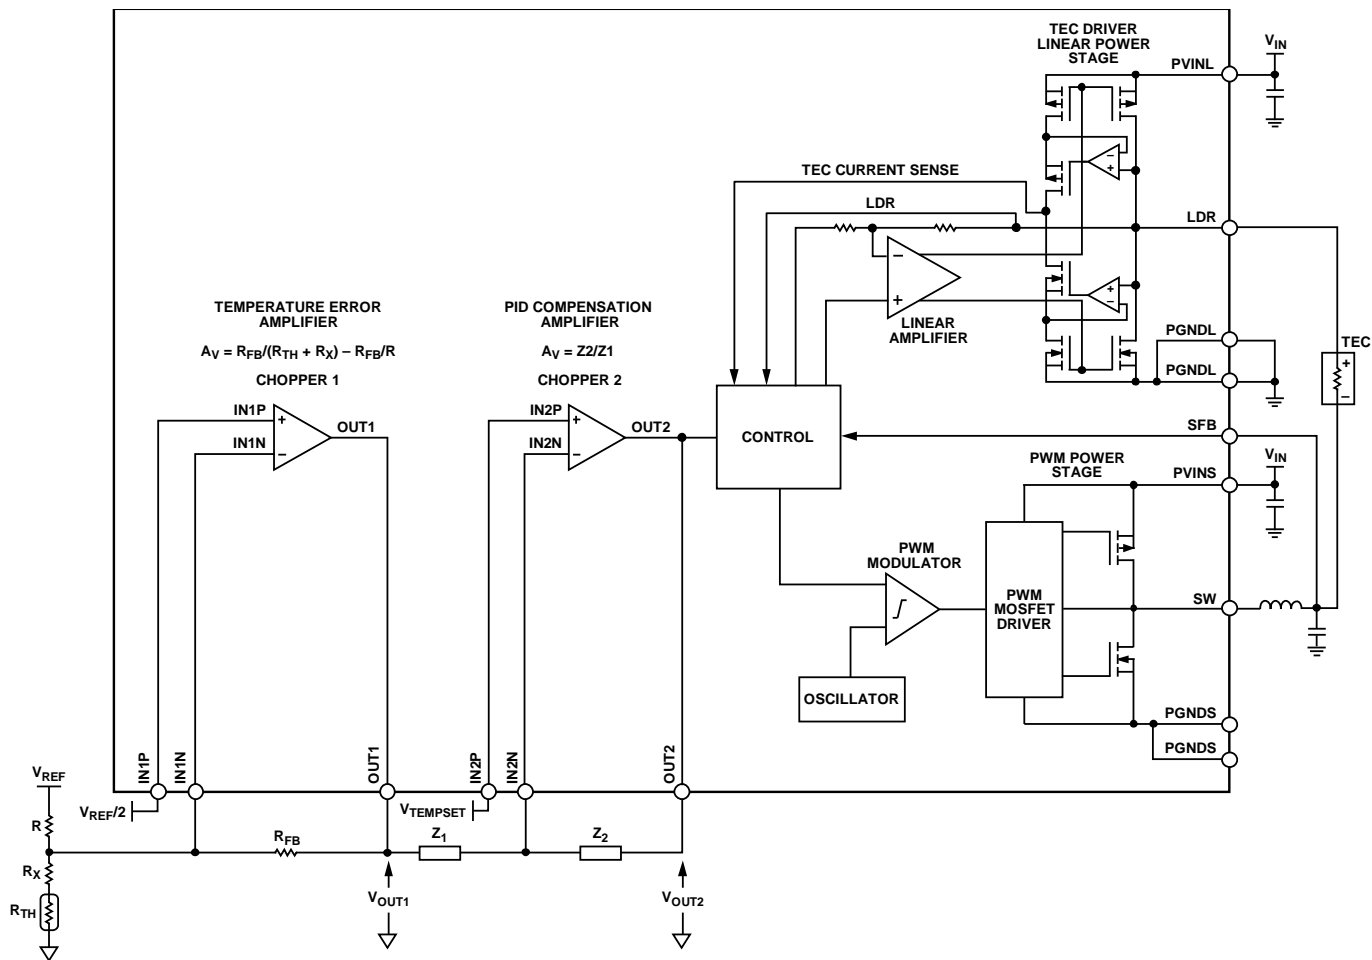 TEC DRIVER
LINEAR POWER
STAGE
VIN
PVINL
TEC CURRENT SENSE
LDR
LDR
−
+
+
−
−
+
LINEAR
AMPLIFIER
PGNDL
PGNDL
TEC
+
−
TEMPERATURE ERROR
AMPLIFIER
AV = RFB/(RTH + RX) – RFB/R
CHOPPER 1
PID COMPENSATION
AMPLIFIER
AV = Z2/Z1
CHOPPER 2
IN1P
IN1N
+
−
OUT1
IN2P
IN2N
+
−
OUT2
CONTROL
SFB
VIN
PWM POWER
STAGE
PVINS
PWM
MODULATOR
PWM
MOSFET
DRIVER
SW
OSCILLATOR
PGNDS
PGNDS
IN1P
IN1N
OUT1
IN2P
IN2N
OUT2
VREF
VREF/2
VTEMPSET
R
RFB
Z1
Z2
RX
RTH
VOUT1
VOUT2